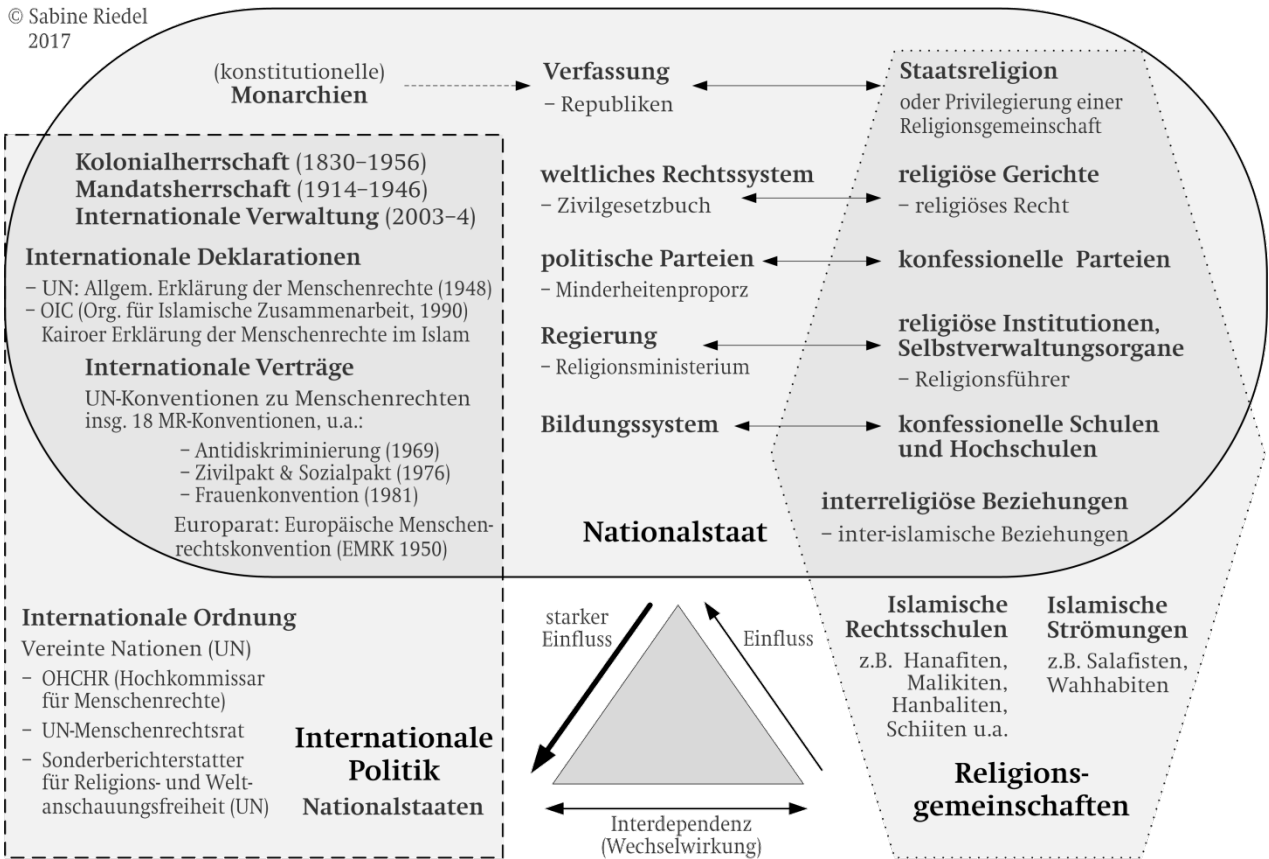 © Sabine Riedel
2017
(konstitutionelle)
Monarchien
Verfassung
– Republiken
Staatsreligion
oder Privilegierung einer
Religionsgemeinschaft
Kolonialherrschaft (1830–1956)
Mandatsherrschaft (1914–1946)
Internationale Verwaltung (2003–4)
weltliches Rechtssystem
– Zivilgesetzbuch
religiöse Gerichte
– religiöses Recht
Internationale Deklarationen
– UN: Allgem. Erklärung der Menschenrechte (1948)
– OIC (Org. für Islamische Zusammenarbeit, 1990)
Kairoer Erklärung der Menschenrechte im Islam
politische Parteien
– Minderheitenproporz
konfessionelle Parteien
Regierung
– Religionsministerium
religiöse Institutionen,
Selbstverwaltungsorgane
– Religionsführer
Internationale Verträge
UN-Konventionen zu Menschenrechten
insg. 18 MR-Konventionen, u.a.:
– Antidiskriminierung (1969)
– Zivilpakt & Sozialpakt (1976)
– Frauenkonvention (1981)
Europarat: Europäische Menschen-
rechtskonvention (EMRK 1950)
Bildungssystem
konfessionelle Schulen
und Hochschulen
interreligiöse Beziehungen
– inter-islamische Beziehungen
Nationalstaat
Internationale Ordnung
Vereinte Nationen (UN)
– OHCHR (Hochkommissar
für Menschenrechte)
– UN-Menschenrechtsrat
– Sonderberichterstatter
für Religions- und Welt-
anschauungsfreiheit (UN)
Internationale
Politik
Nationalstaaten
starker
Einfluss
Einfluss
Interdependenz
(Wechselwirkung)
Islamische
Rechtsschulen
z.B. Hanafiten,
Malikiten,
Hanbaliten,
Schiiten u.a.
Islamische
Strömungen
z.B. Salafisten,
Wahhabiten
Religions-
gemeinschaften